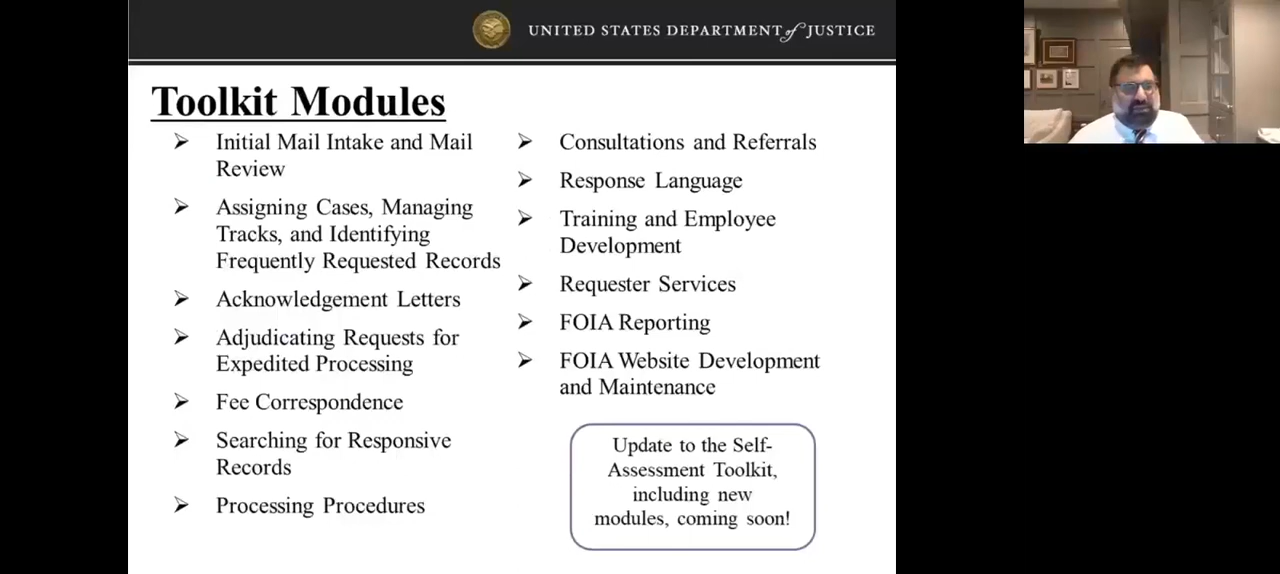 UNITED STATES DEPARTMENT of JUSTICE
Toolkit Modules
Initial Mail Intake and Mail
Review
Assigning Cases, Managing
Tracks, and Identifying
Frequently Requested Records
Acknowledgement Letters
Adjudicating Requests for
Expedited Processing
Fee Correspondence
Searching for Responsive
Records
Processing Procedures
Consultations and Referrals
Response Language
Training and Employee
Development
Requester Services
FOIA Reporting
FOIA Website Development
and Maintenance
Update to the Self-
Assessment Toolkit,
including new
modules, coming soon!